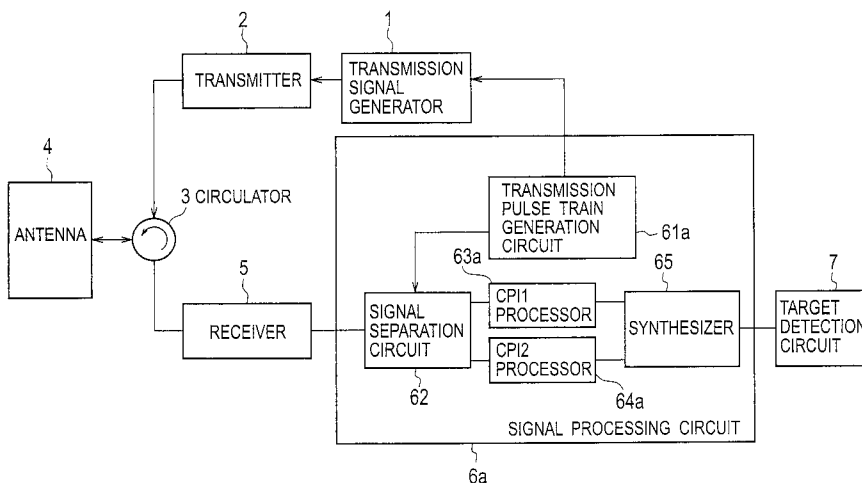 1
2
TRANSMITTER
TRANSMISSION
SIGNAL
GENERATOR
4
ANTENNA
3 CIRCULATOR
TRANSMISSION
PULSE TRAIN
GENERATION
CIRCUIT
61a
5
RECEIVER
SIGNAL
SEPARATION
CIRCUIT
62
63a
CPI1
PROCESSOR
CPI2
PROCESSOR
64a
65
SYNTHESIZER
7
TARGET
DETECTION
CIRCUIT
SIGNAL PROCESSING CIRCUIT
6a